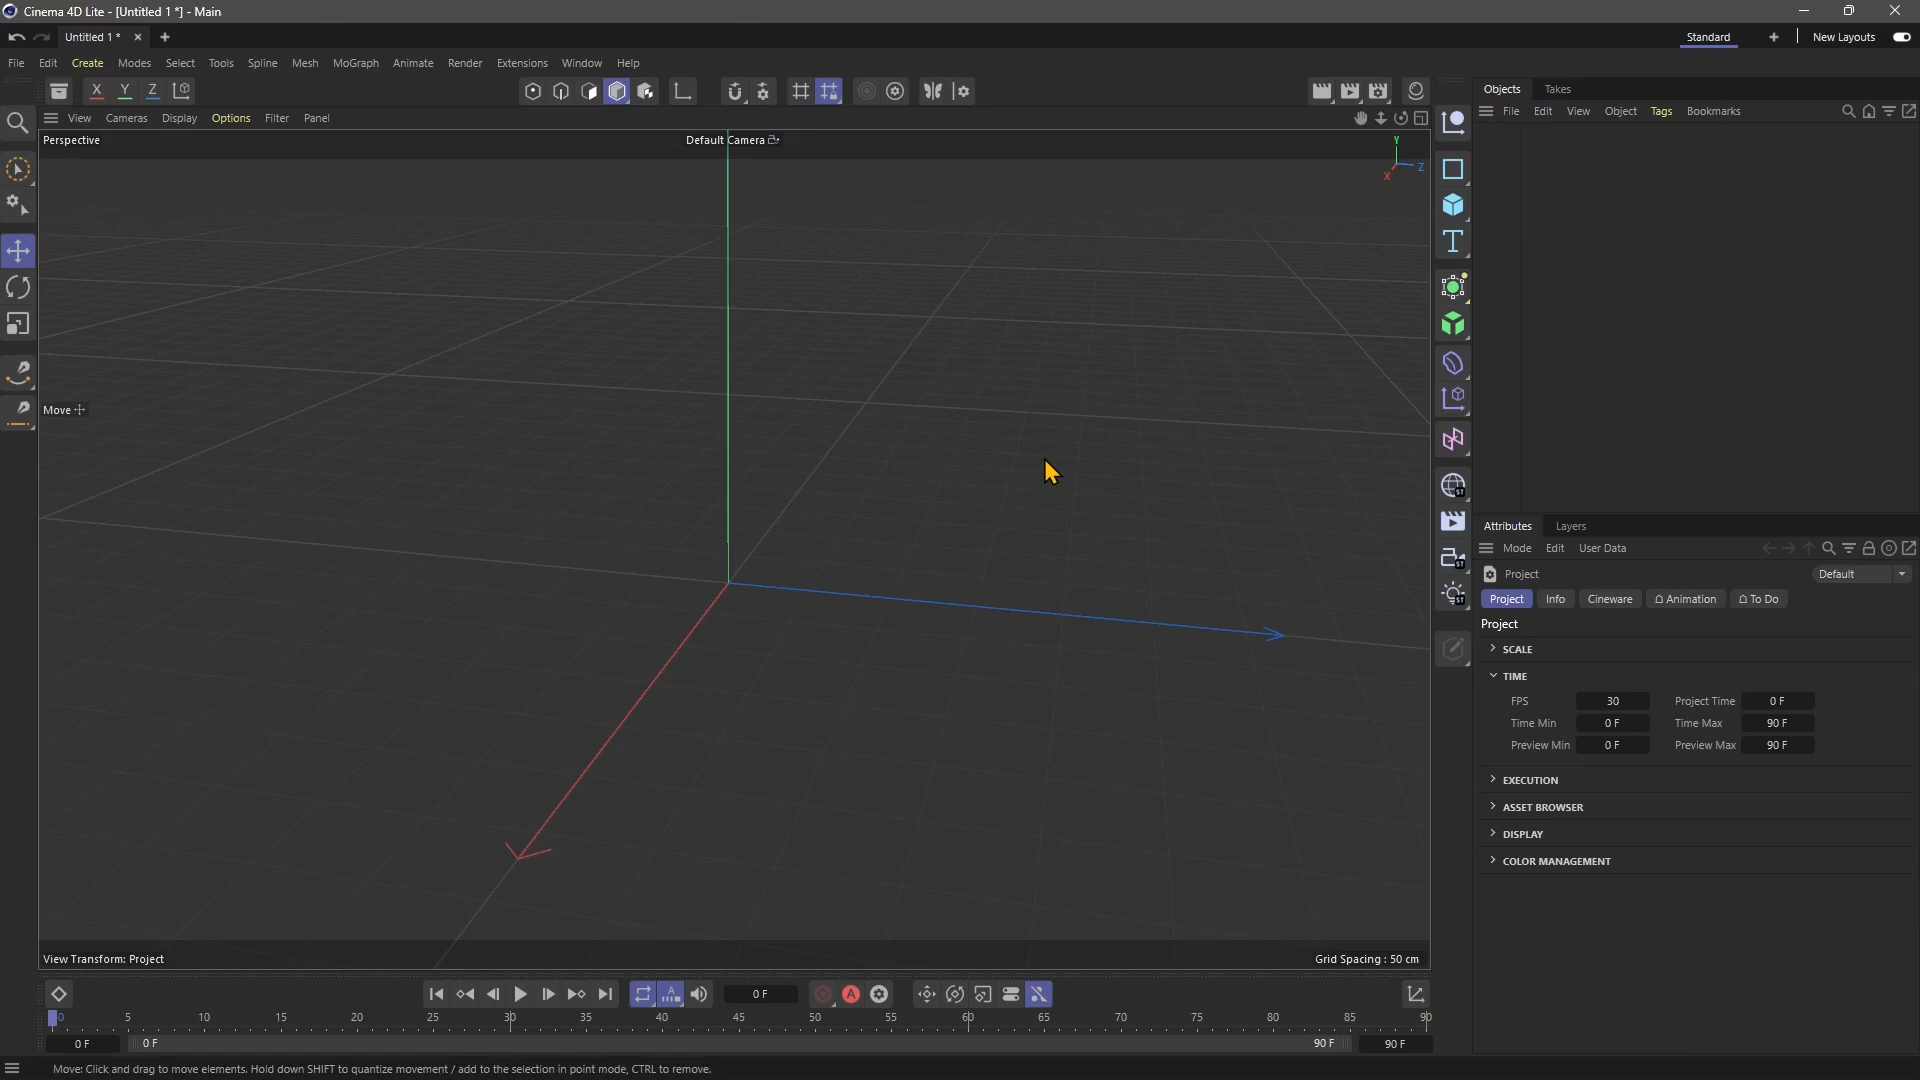 Cinema 4D Lite - [Untitled 1 *] - Main
Untitled 1 *
Standard
New Layouts
File Edit Create Modes Select Tools Spline Mesh MoGraph Animate Render Extensions Window Help
X Y Z
Objects Takes
View Cameras Display Options Filter Panel
File Edit View Object Tags Bookmarks
Perspective
Default Camera
Y
Z
X
Move
ST
ST
ST
Attributes Layers
Mode Edit User Data
Project
Default
Project Info Cineware Animation To Do
Project
SCALE
TIME
FPS 30 Project Time 0 F
Time Min 0 F Time Max 90 F
Preview Min 0 F Preview Max 90 F
EXECUTION
ASSET BROWSER
DISPLAY
COLOR MANAGEMENT
View Transform: Project
Grid Spacing : 50 cm
A
0 F
A
0 5 10 15 20 25 30 35 40 45 50 55 60 65 70 75 80 85 90
0 F 0 F 90 F 90 F
Move: Click and drag to move elements. Hold down SHIFT to quantize movement / add to the selection in point mode, CTRL to remove.